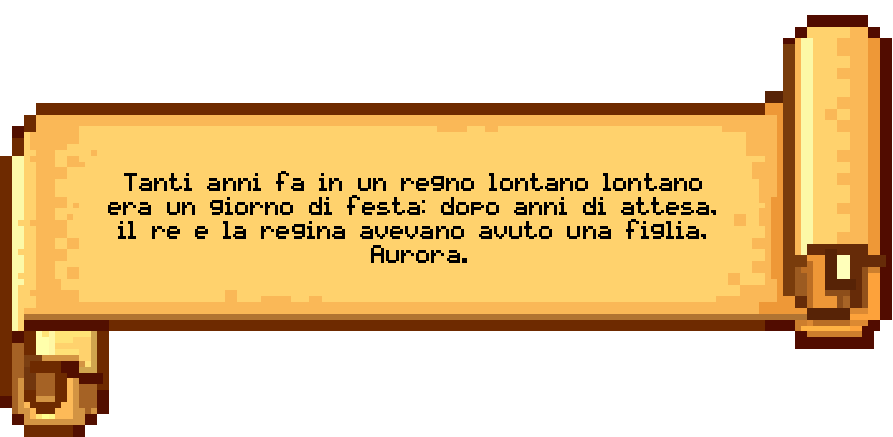 Tanti anni fa in un regno lontano lontano
era un giorno di festa: dopo anni di attesa,
il re e la regina avevano avuto una figlia,
Aurora.